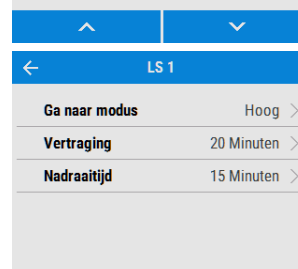 LS 1
Ga naar modus Hoog
Vertraging 20 Minuten
Nadraaitijd 15 Minuten